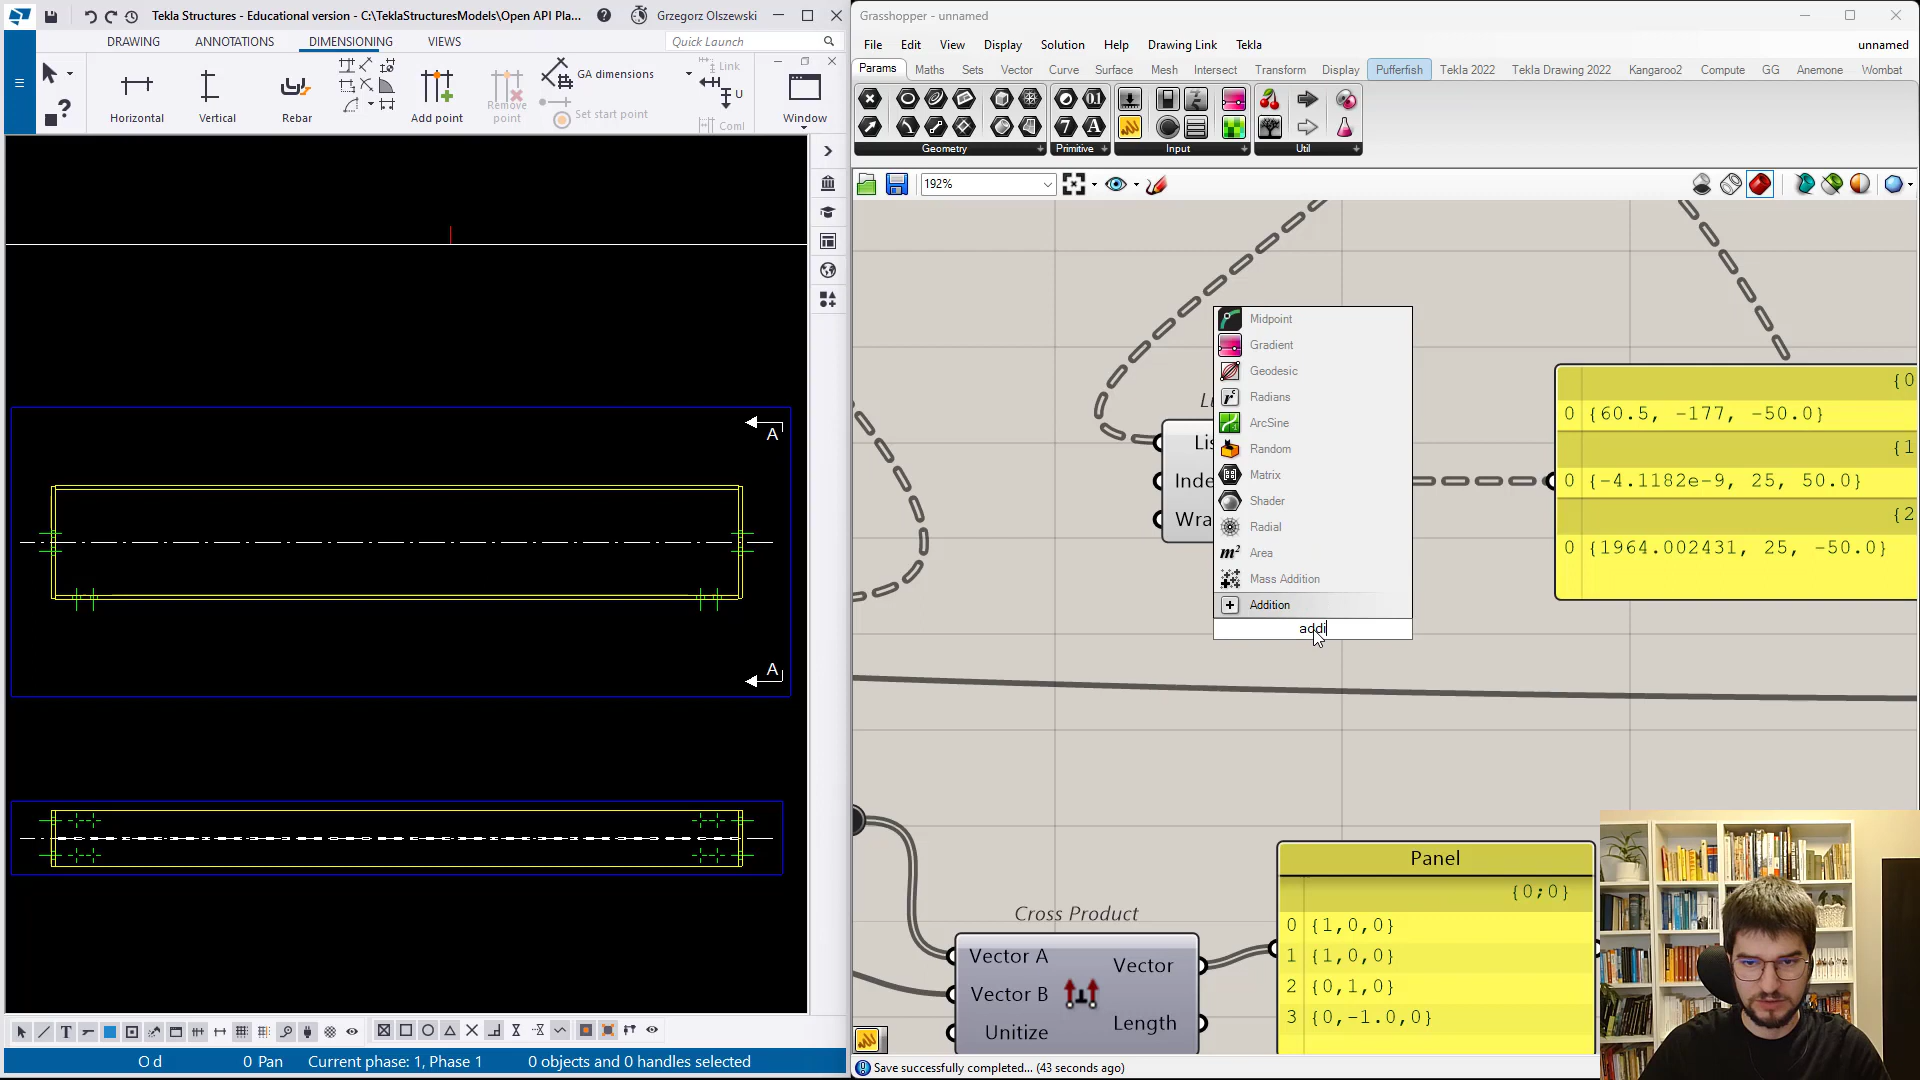 Tekla Structures - Educational version - C:\TeklaStructuresModels\Open API Pla...
Grzegorz Olszewski
DRAWING
ANNOTATIONS
DIMENSIONING
VIEWS
Quick Launch
Horizontal
Vertical
Rebar
Add point
Remove point
GA dimensions
Set start point
Link
U
Window
A
A
O d
0 Pan
Current phase: 1, Phase 1
0 objects and 0 handles selected
Grasshopper - unnamed
File
Edit
View
Display
Solution
Help
Drawing Link
Tekla
unnamed
Params
Maths
Sets
Vector
Curve
Surface
Mesh
Intersect
Transform
Display
Pufferfish
Tekla 2022
Tekla Drawing 2022
Kangaroo2
Compute
GG
Anemone
Wombat
Geometry
Primitive
Input
Util
192%
Midpoint
Gradient
Geodesic
Radians
ArcSine
Random
Matrix
Shader
Radial
Area
Mass Addition
Addition
addi
{0
0 {60.5, -177, -50.0}
{1
0 {-4.1182e-9, 25, 50.0}
{2
0 {1964.002431, 25, -50.0}
Cross Product
Vector A
Vector B
Unitize
Vector
Length
Panel
{0;0}
0 {1,0,0}
1 {1,0,0}
2 {0,1,0}
3 {0,-1.0,0}
Save successfully completed... (43 seconds ago)